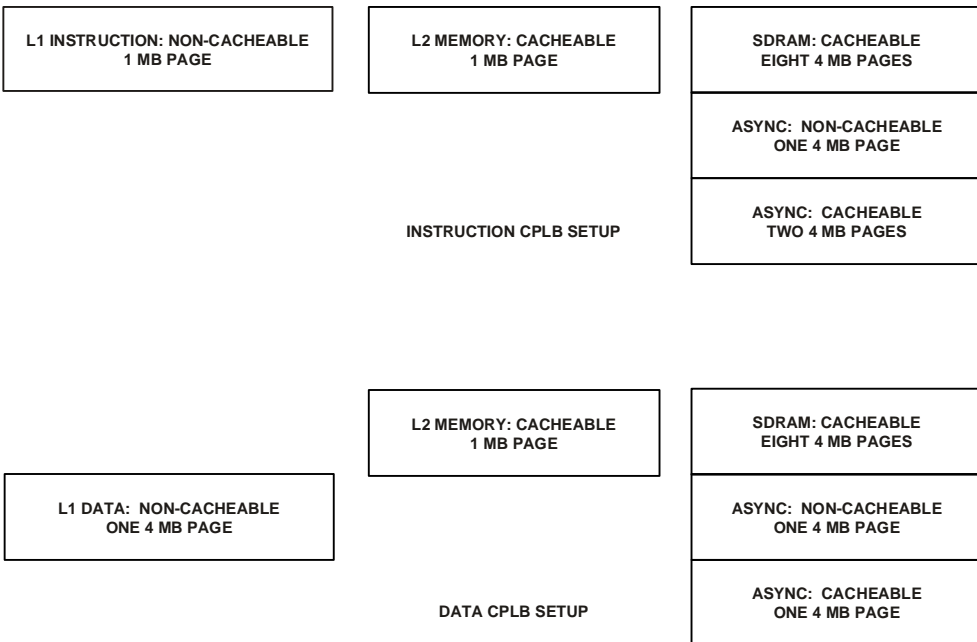 L1 INSTRUCTION: NON-CACHEABLE
1 MB PAGE
L2 MEMORY: CACHEABLE
1 MB PAGE
SDRAM: CACHEABLE
EIGHT 4 MB PAGES
ASYNC: NON-CACHEABLE
ONE 4 MB PAGE
ASYNC: CACHEABLE
TWO 4 MB PAGES
INSTRUCTION CPLB SETUP
L2 MEMORY: CACHEABLE
1 MB PAGE
SDRAM: CACHEABLE
EIGHT 4 MB PAGES
L1 DATA: NON-CACHEABLE
ONE 4 MB PAGE
ASYNC: NON-CACHEABLE
ONE 4 MB PAGE
ASYNC: CACHEABLE
ONE 4 MB PAGE
DATA CPLB SETUP